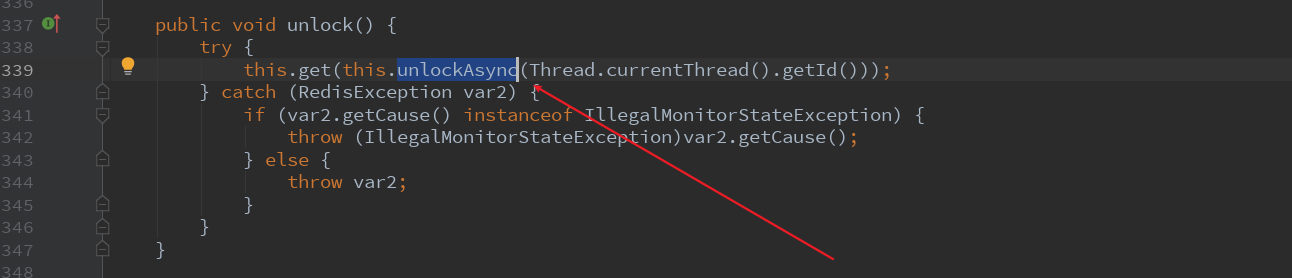 336
337 public void unlock() {
338 try {
339 this.get(this.unlockAsync(Thread.currentThread().getId()));
340 } catch (RedisException var2) {
341 if (var2.getCause() instanceof IllegalMonitorStateException) {
342 throw (IllegalMonitorStateException)var2.getCause();
343 } else {
344 throw var2;
345 }
346 }
347 }
348